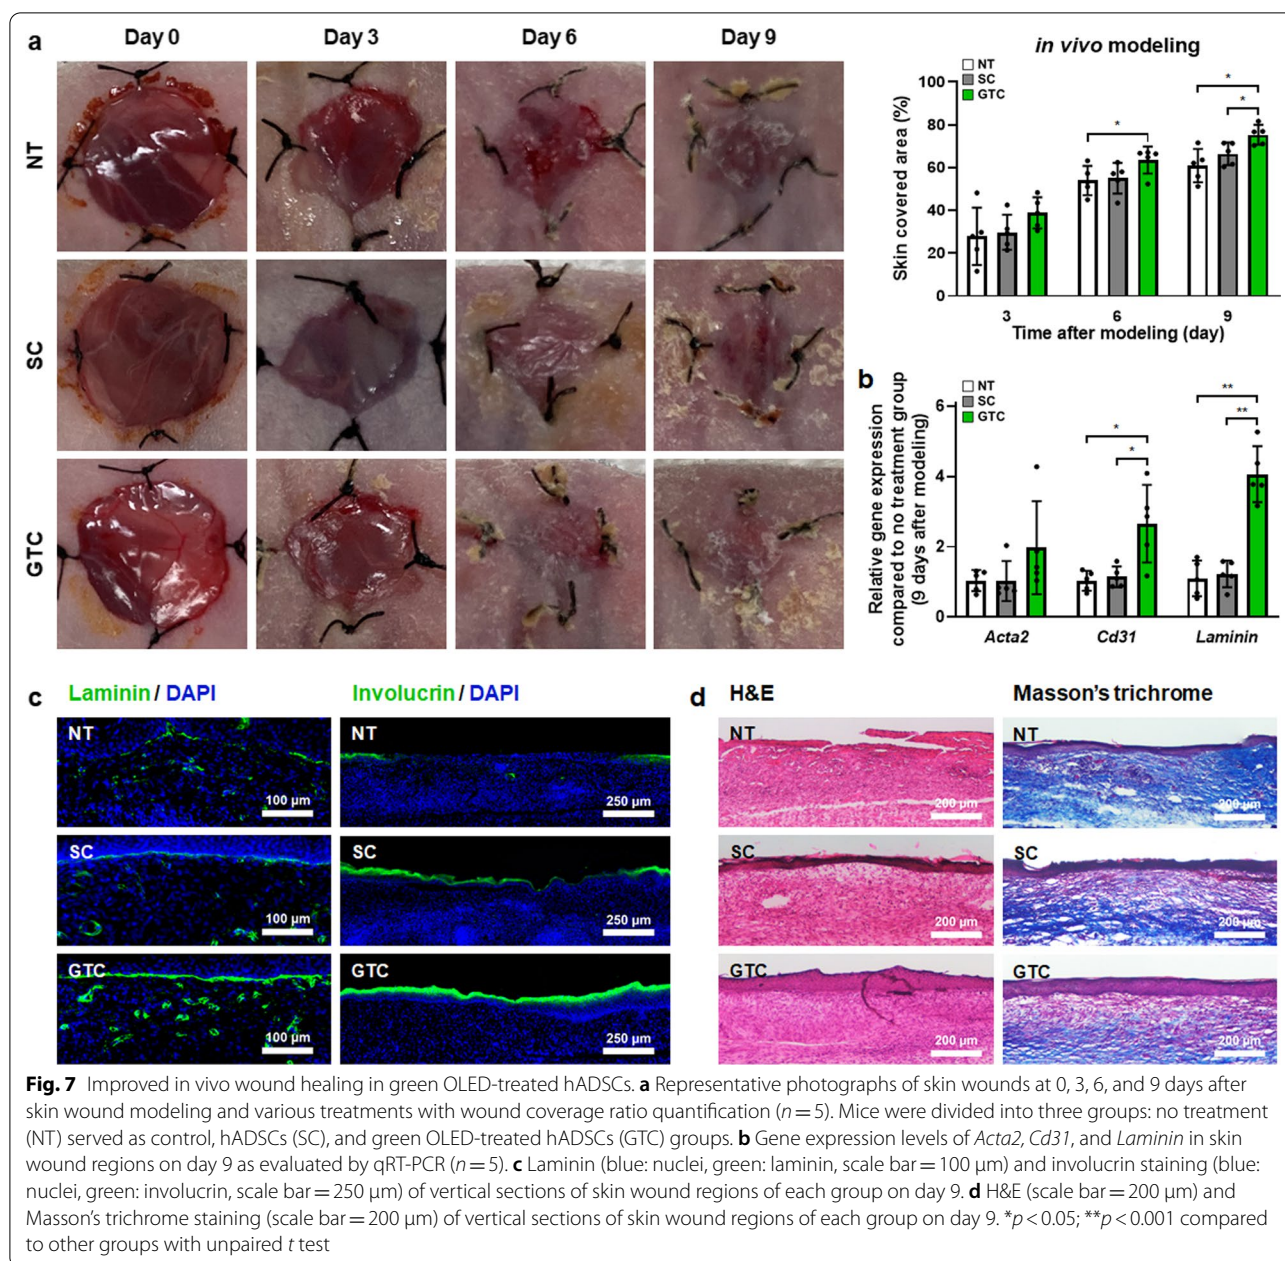 a
Day 0
Day 3
Day 6
Day 9
NT
SC
GTC
in vivo modeling
NT
SC
GTC
Skin covered area (%)
100
80
60
40
20
0
*
*
*
3
6
9
Time after modeling (day)
b
Relative gene expression
compared to no treatment group
(9 days after modeling)
NT
SC
GTC
6
4
2
0
*
*
**
**
Acta2
Cd31
Laminin
c
Laminin / DAPI
Involucrin / DAPI
NT
100 µm
NT
250 µm
SC
100 µm
SC
250 µm
GTC
100 µm
GTC
250 µm
d
H&E
Masson's trichrome
NT
200 µm
NT
200 µm
SC
200 µm
SC
200 µm
GTC
200 µm
GTC
200 µm
Fig. 7 Improved in vivo wound healing in green OLED-treated hADSCs. a Representative photographs of skin wounds at 0, 3, 6, and 9 days after
skin wound modeling and various treatments with wound coverage ratio quantification (n = 5). Mice were divided into three groups: no treatment
(NT) served as control, hADSCs (SC), and green OLED-treated hADSCs (GTC) groups. b Gene expression levels of Acta2, Cd31, and Laminin in skin
wound regions on day 9 as evaluated by qRT-PCR (n = 5). c Laminin (blue: nuclei, green: laminin, scale bar = 100 µm) and involucrin staining (blue:
nuclei, green: involucrin, scale bar = 250 µm) of vertical sections of skin wound regions of each group on day 9. d H&E (scale bar = 200 µm) and
Masson's trichrome staining (scale bar = 200 µm) of vertical sections of skin wound regions of each group on day 9. *p < 0.05; **p < 0.001 compared
to other groups with unpaired t test